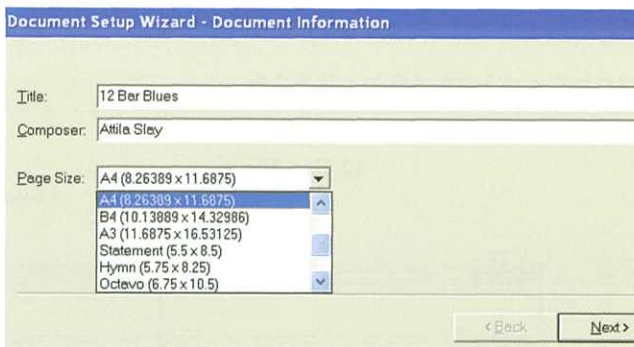 Document Setup Wizard - Document Information
Title: 12 Bar Blues
Composer: Attila Slay
Page Size: A4 (8.26389 x 11.6875)
A4 (8.26389 x 11.6875)
B4 (10.13889 x 14.32986)
A3 (11.6875 x 16.53125)
Statement (5.5 x 8.5)
Hymn (5.75 x 8.25)
Octavo (6.75 x 10.5)
< Back Next >